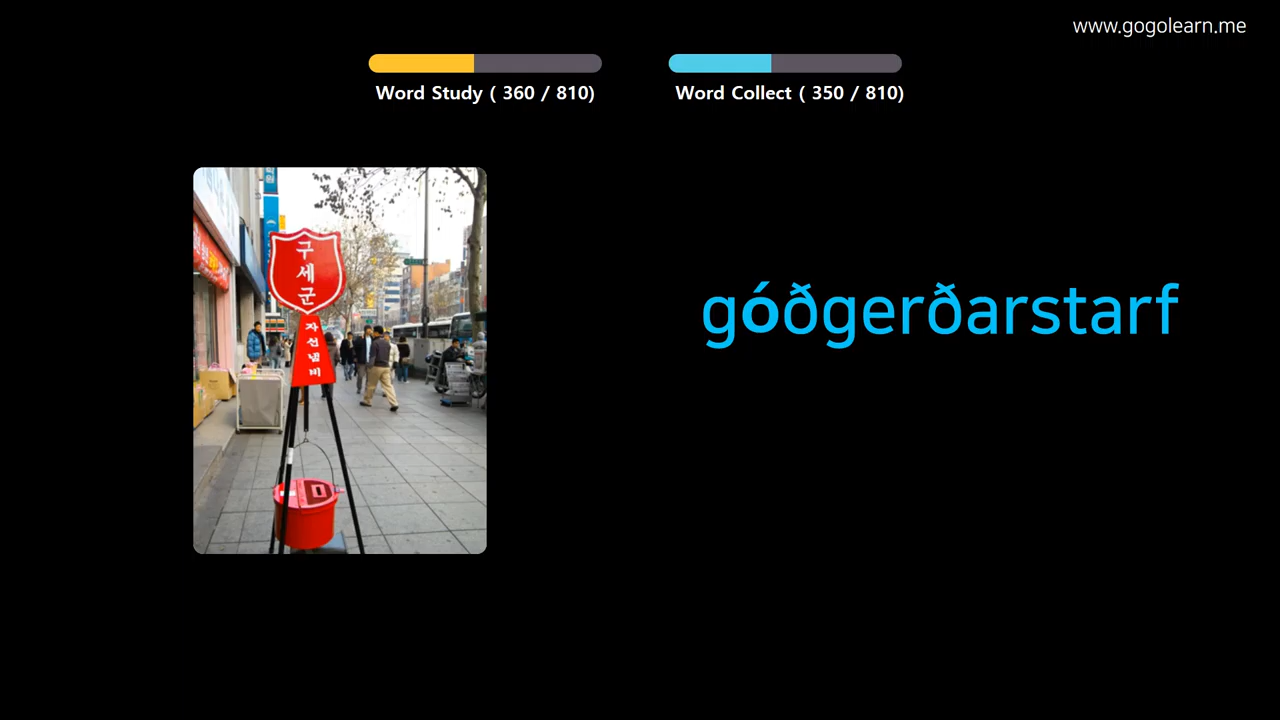 www.gogolearn.me
Word Study ( 360 / 810)
Word Collect ( 350 / 810)
구
세
군
자
선
냄
비
góðgerðarstarf